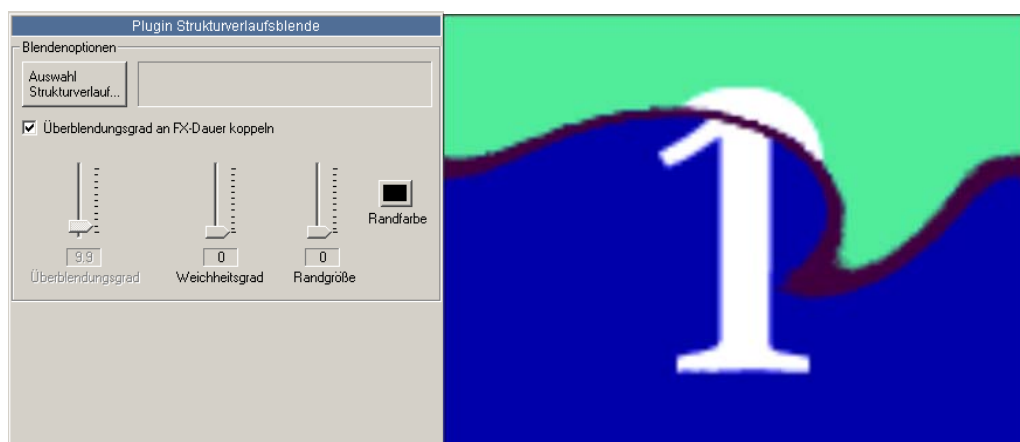 Plugin Strukturverlaufsblende
Blendenoptionen
Auswahl
Strukturverlauf...
Überblendungsgrad an FX-Dauer koppeln
Randfarbe
9.9
0
0
Überblendungsgrad
Weichheitsgrad
Randgröße
1